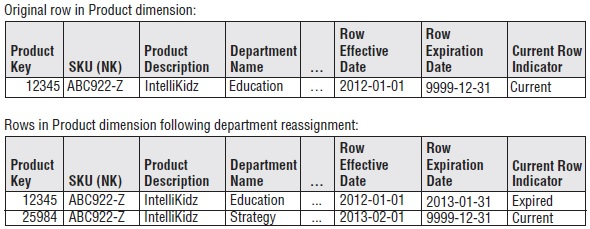 Original row in Product dimension:
Product Key SKU (NK) Product Description Department Name ... Row Effective Date Row Expiration Date Current Row Indicator
12345 ABC922-Z IntelliKidz Education ... 2012-01-01 9999-12-31 Current
Rows in Product dimension following department reassignment:
Product Key SKU (NK) Product Description Department Name ... Row Effective Date Row Expiration Date Current Row Indicator
12345 ABC922-Z IntelliKidz Education ... 2012-01-01 2013-01-31 Expired
25984 ABC922-Z IntelliKidz Strategy ... 2013-02-01 9999-12-31 Current